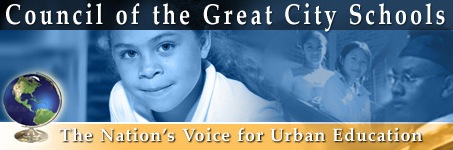 Council of the Great City Schools
The Nation's Voice for Urban Education